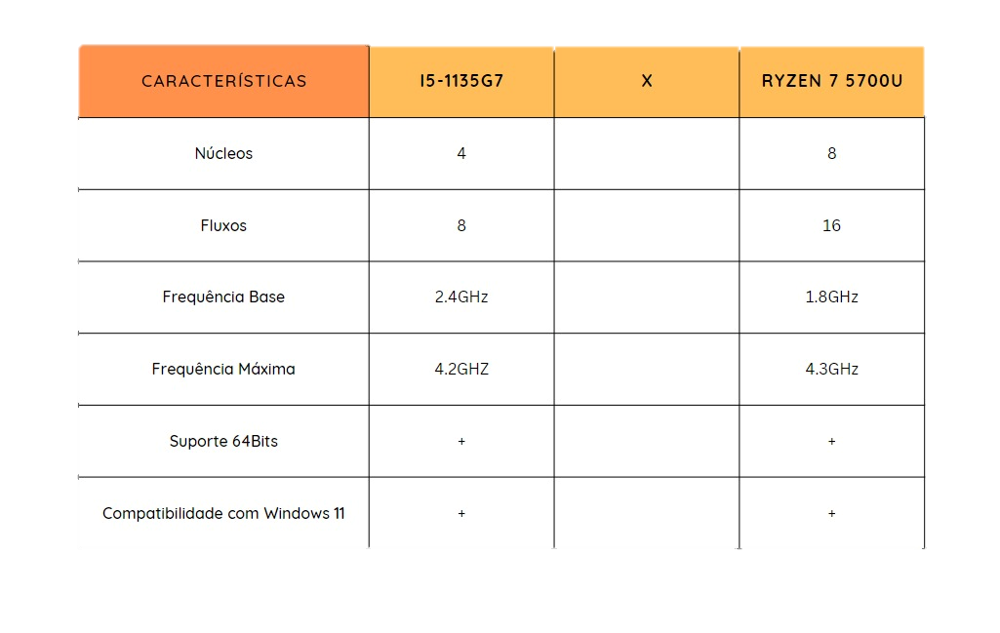 CARACTERÍSTICAS I5-1135G7 X RYZEN 7 5700U
Núcleos 4 8
Fluxos 8 16
Frequência Base 2.4GHz 1.8GHz
Frequência Máxima 4.2GHZ 4.3GHz
Suporte 64Bits + +
Compatibilidade com Windows 11 + +